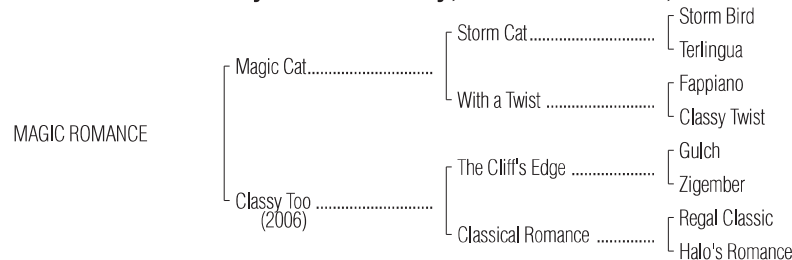 Storm Bird
Storm Cat..............................
Terlingua
Magic Cat..............................
Fappiano
With a Twist ..........................
Classy Twist
MAGIC ROMANCE
Gulch
The Cliff's Edge ....................
Zigember
Classy Too ............................
(2006)
Regal Classic
Classical Romance ..............
Halo's Romance